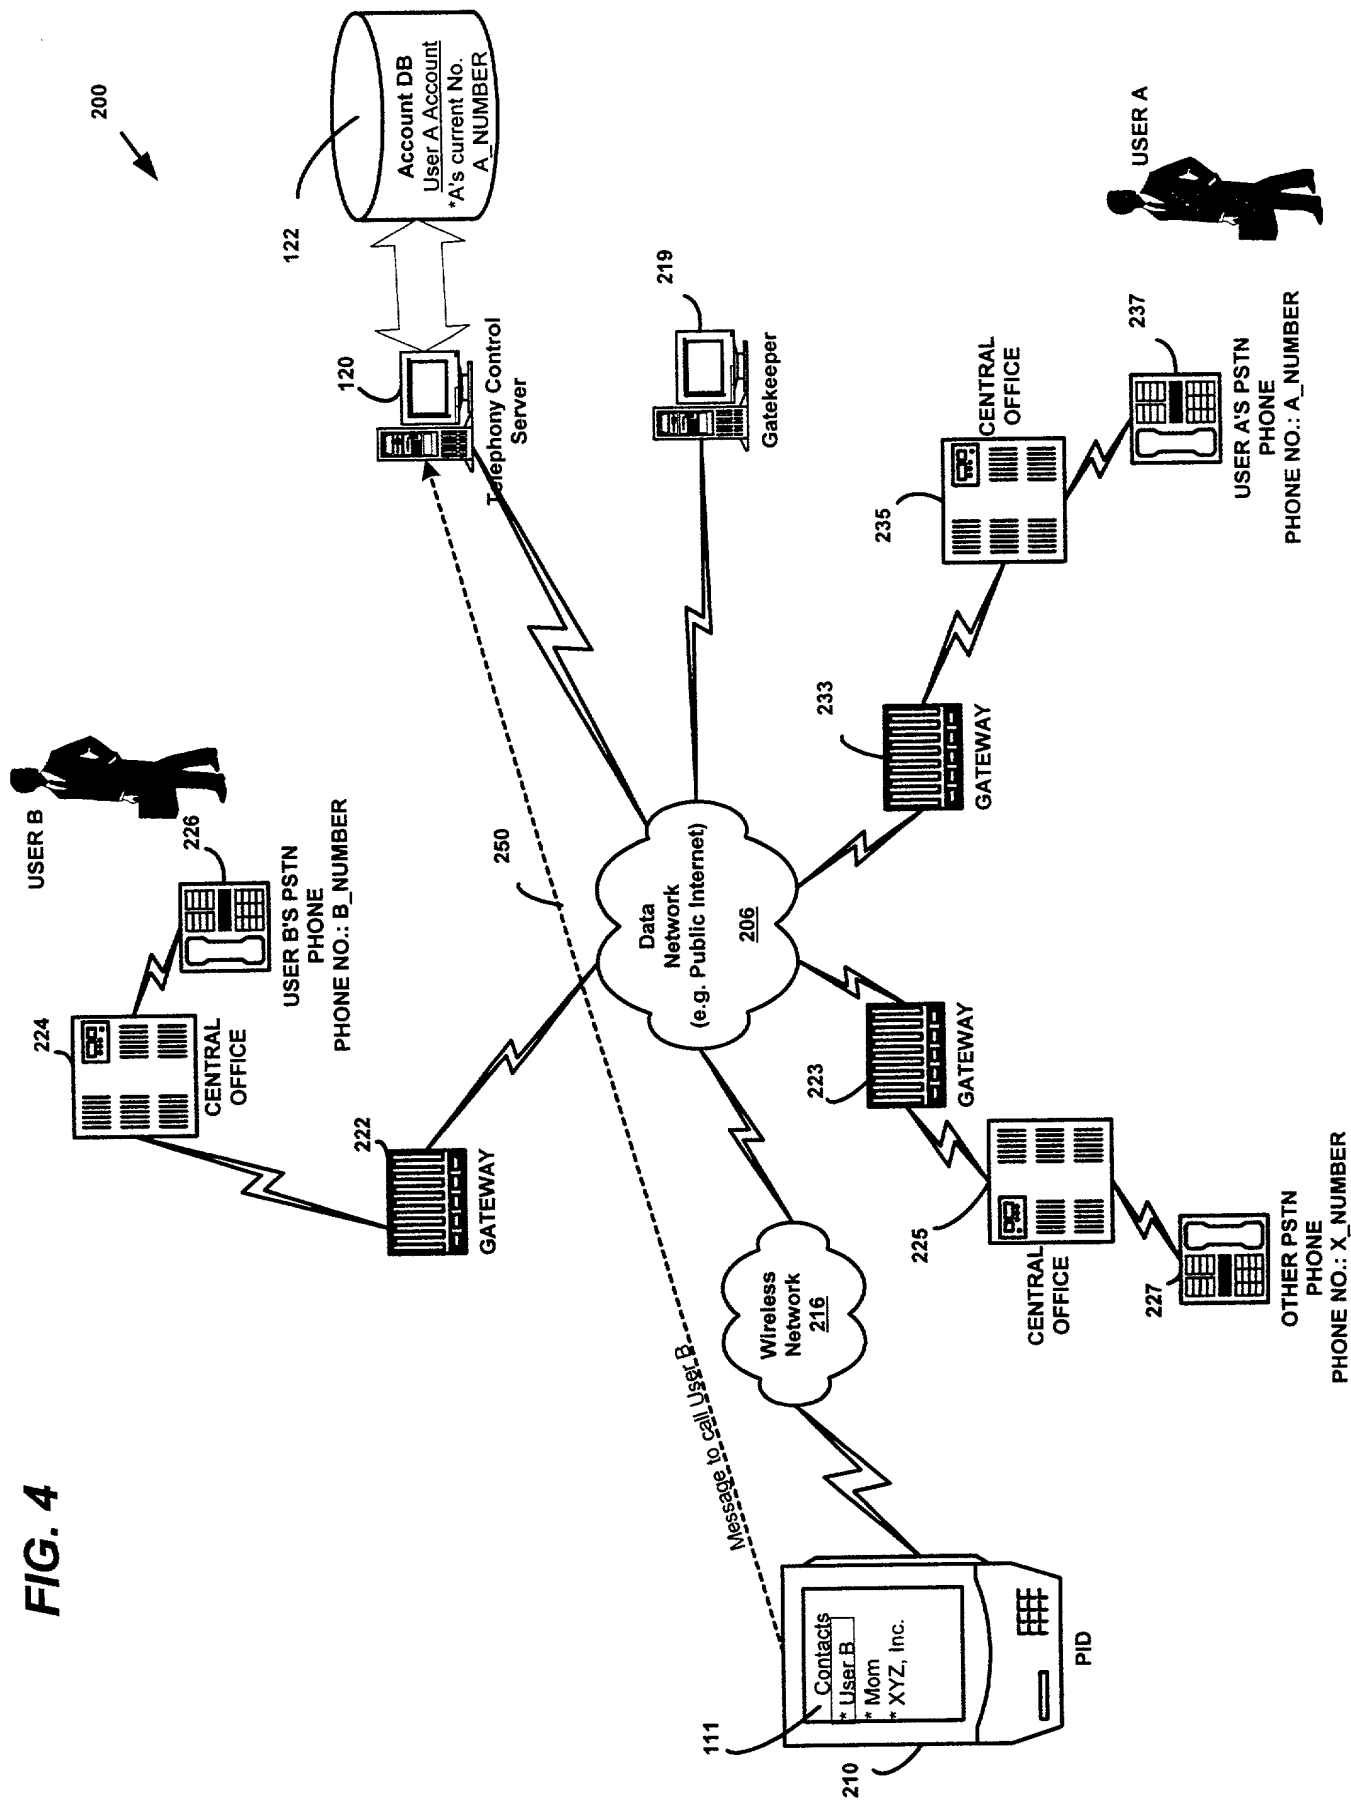 FIG. 4
200
USER B
224
CENTRAL
OFFICE
226
USER B'S PSTN
PHONE
PHONE NO.: B_NUMBER
122
Account DB
User A Account
*A's current No.
A_NUMBER
120
Telephony Control
Server
222
GATEWAY
250
Message to call User B
219
Gatekeeper
Data
Network
(e.g. Public Internet)
206
Wireless
Network
216
111
Contacts
* User B
* Mom
* XYZ, Inc.
210
PID
223
GATEWAY
225
CENTRAL
OFFICE
227
OTHER PSTN
PHONE
PHONE NO.: X_NUMBER
233
GATEWAY
235
CENTRAL
OFFICE
237
USER A'S PSTN
PHONE
PHONE NO.: A_NUMBER
USER A